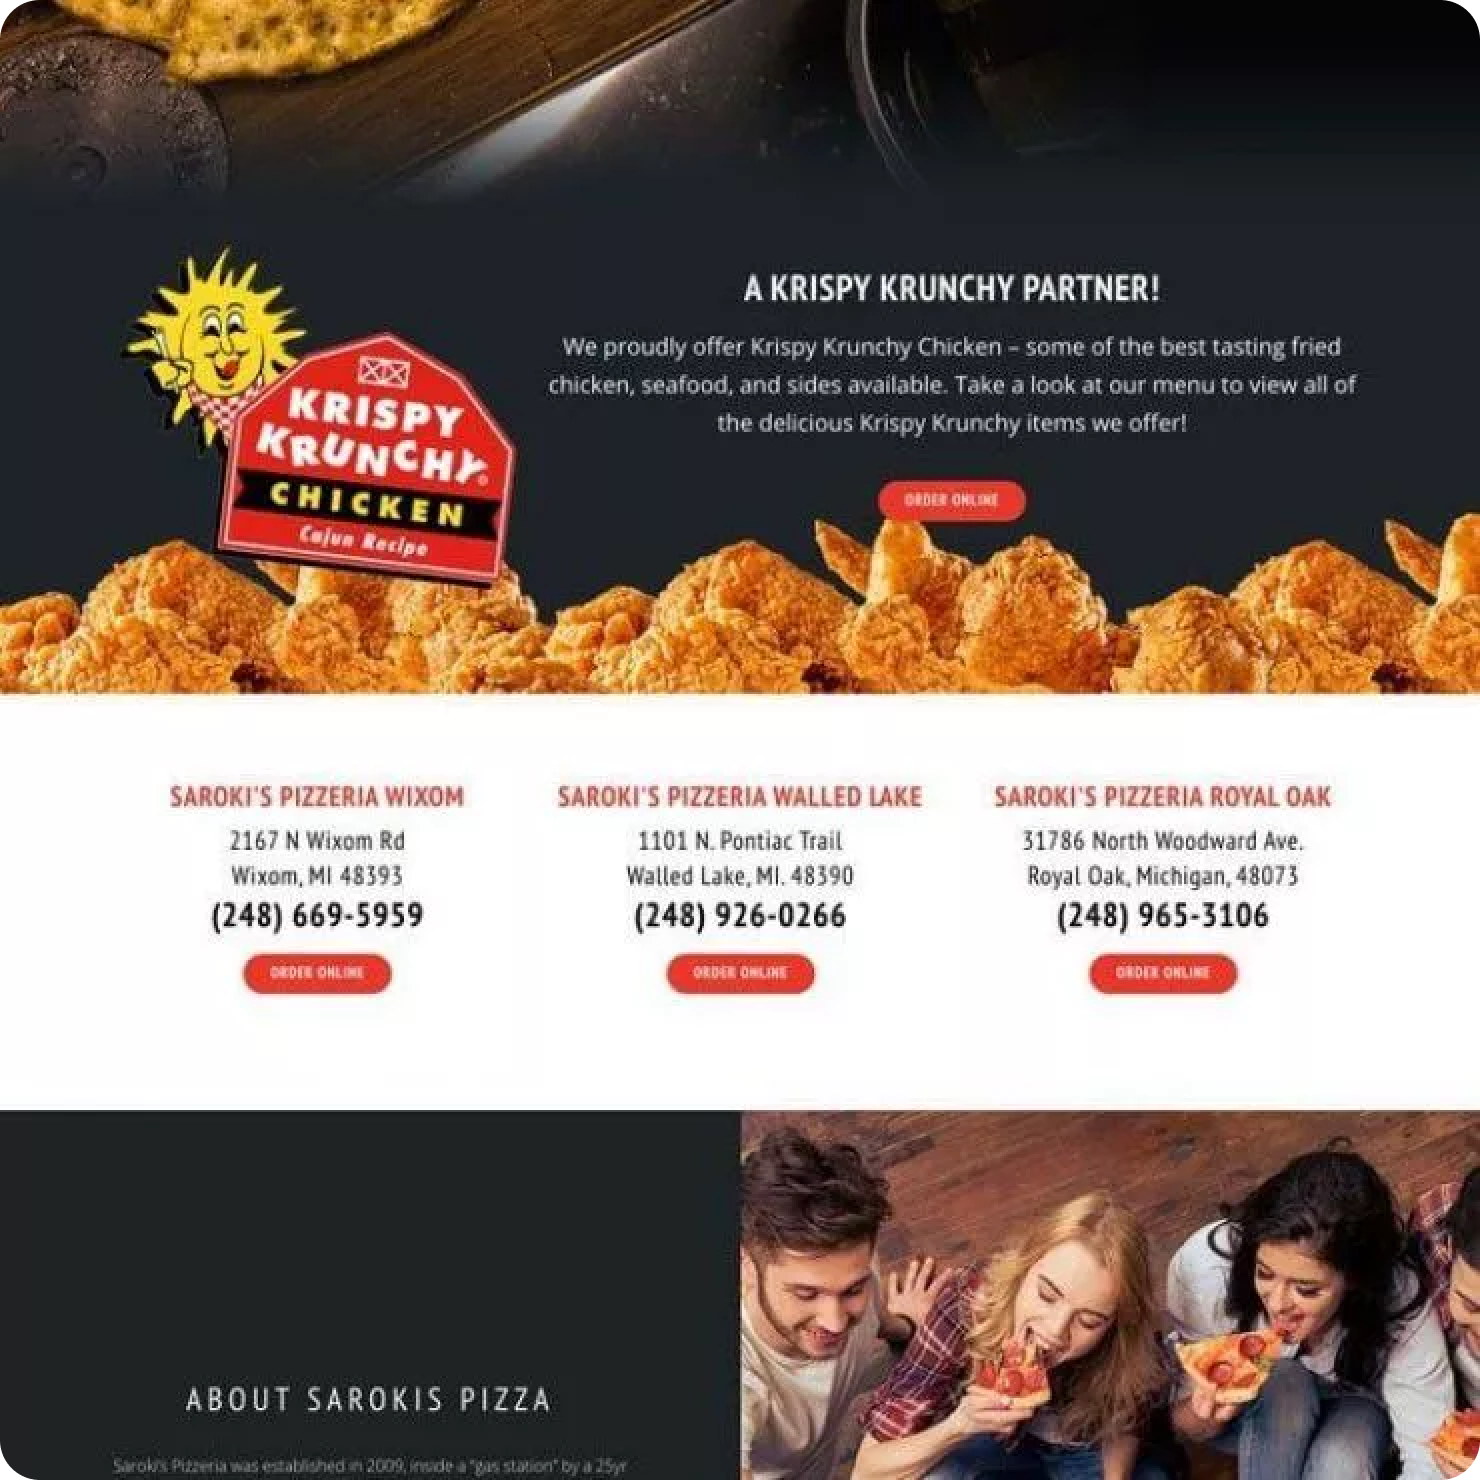 A KRISPY KRUNCHY PARTNER!
We proudly offer Krispy Krunchy Chicken – some of the best tasting fried
chicken, seafood, and sides available. Take a look at our menu to view all of
the delicious Krispy Krunchy items we offer!
ORDER ONLINE
KRISPY
KRUNCHY®
CHICKEN
Cajun Recipe
SAROKI'S PIZZERIA WIXOM
2167 N Wixom Rd
Wixom, MI 48393
(248) 669-5959
ORDER ONLINE
SAROKI'S PIZZERIA WALLED LAKE
1101 N. Pontiac Trail
Walled Lake, MI. 48390
(248) 926-0266
ORDER ONLINE
SAROKI'S PIZZERIA ROYAL OAK
31786 North Woodward Ave.
Royal Oak, Michigan, 48073
(248) 965-3106
ORDER ONLINE
ABOUT SAROKIS PIZZA
Saroki's Pizzeria was established in 2009, inside a "gas station" by a 25yr